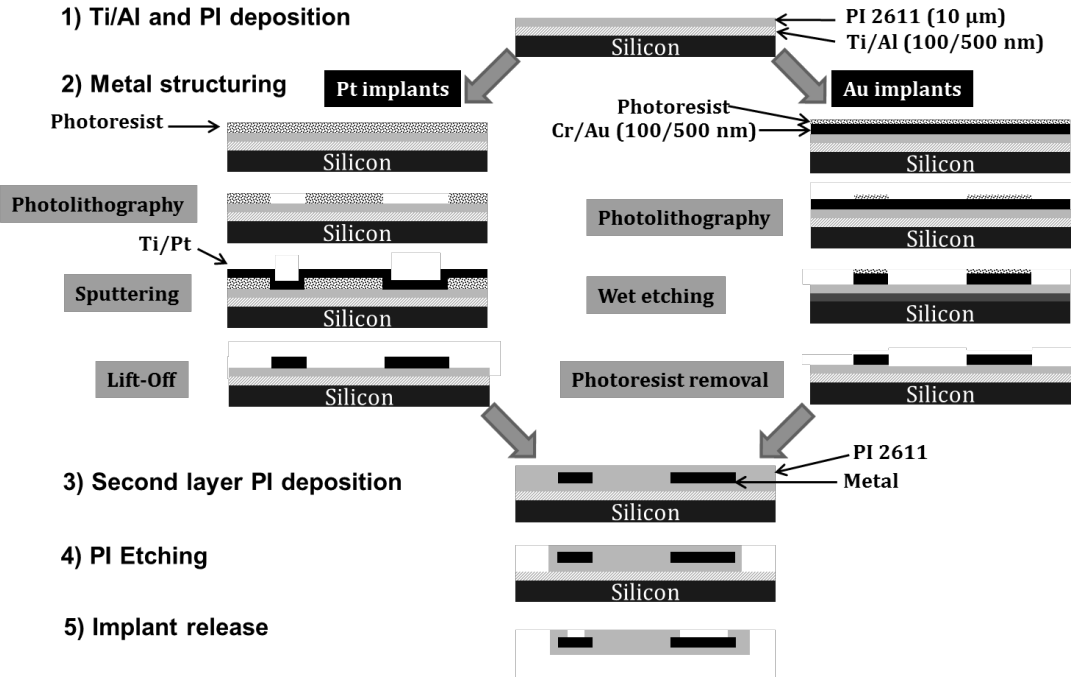 1) Ti/Al and PI deposition
PI 2611 (10 µm)
Ti/Al (100/500 nm)
Silicon
2) Metal structuring
Pt implants
Au implants
Photoresist
Silicon
Photoresist
Cr/Au (100/500 nm)
Silicon
Photolithography
Silicon
Photolithography
Silicon
Ti/Pt
Sputtering
Silicon
Wet etching
Silicon
Lift-Off
Silicon
Photoresist removal
Silicon
3) Second layer PI deposition
PI 2611
Metal
Silicon
4) PI Etching
Silicon
5) Implant release